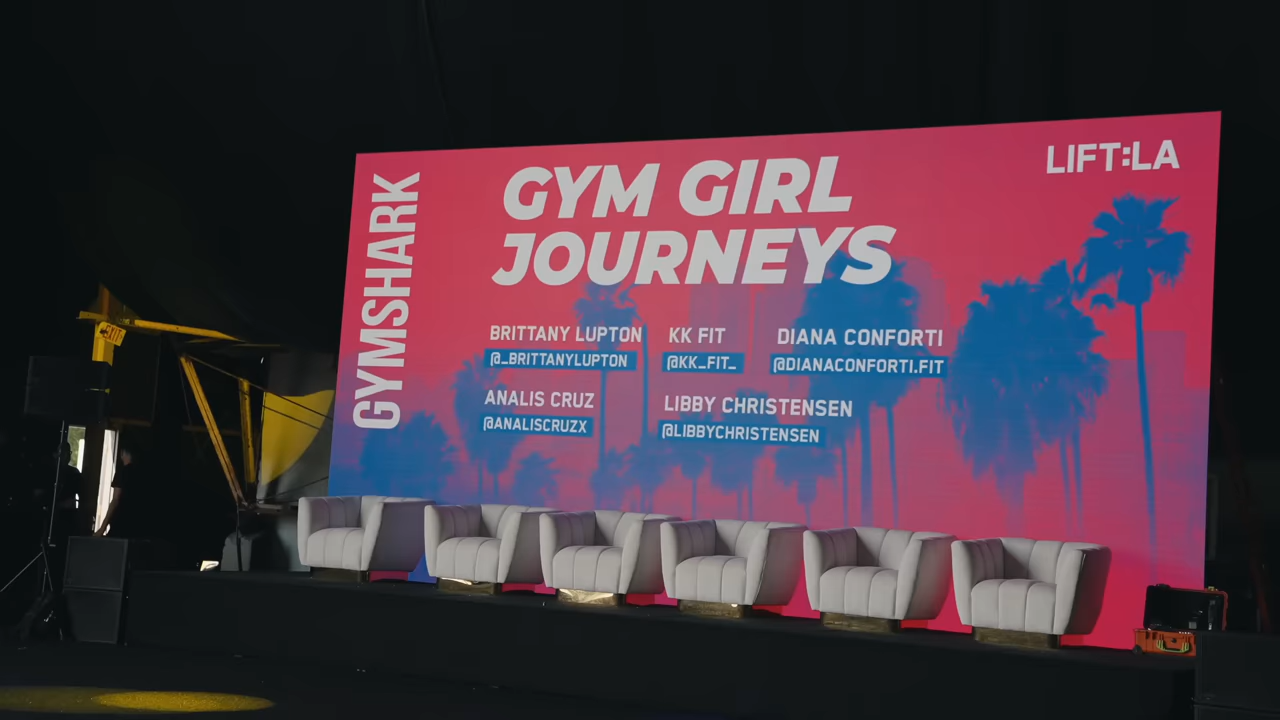 GYMSHARK
LIFT:LA
GYM GIRL
JOURNEYS
BRITTANY LUPTON
@_BRITTANYLUPTON
KK FIT
@KK_FIT_
DIANA CONFORTI
@DIANACONFORTI.FIT
ANALIS CRUZ
@ANALISCRUZX
LIBBY CHRISTENSEN
@LIBBYCHRISTENSEN
EXIT